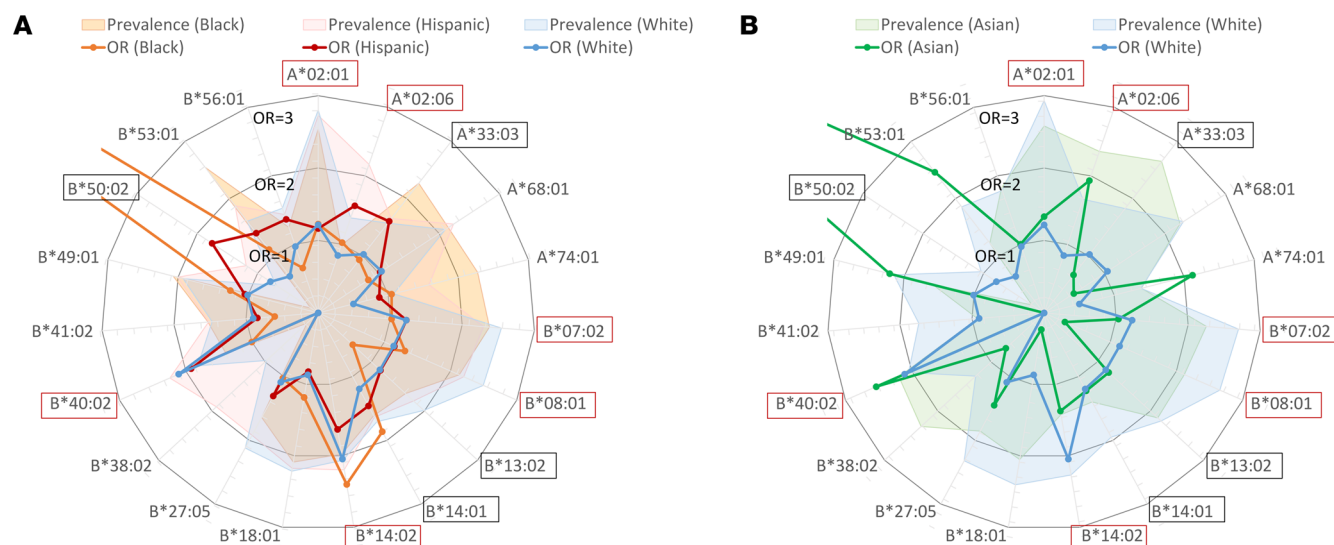 A
Prevalence (Black)
Prevalence (Hispanic)
Prevalence (White)
OR (Black)
OR (Hispanic)
OR (White)
A*02:01
A*02:06
A*33:03
A*68:01
A*74:01
B*07:02
B*08:01
B*13:02
B*14:01
B*14:02
B*18:01
B*27:05
B*38:02
B*40:02
B*41:02
B*49:01
B*50:02
B*53:01
B*56:01
OR=3
OR=2
OR=1
B
Prevalence (Asian)
Prevalence (White)
OR (Asian)
OR (White)
A*02:01
A*02:06
A*33:03
A*68:01
A*74:01
B*07:02
B*08:01
B*13:02
B*14:01
B*14:02
B*18:01
B*27:05
B*38:02
B*40:02
B*41:02
B*49:01
B*50:02
B*53:01
B*56:01
OR=3
OR=2
OR=1